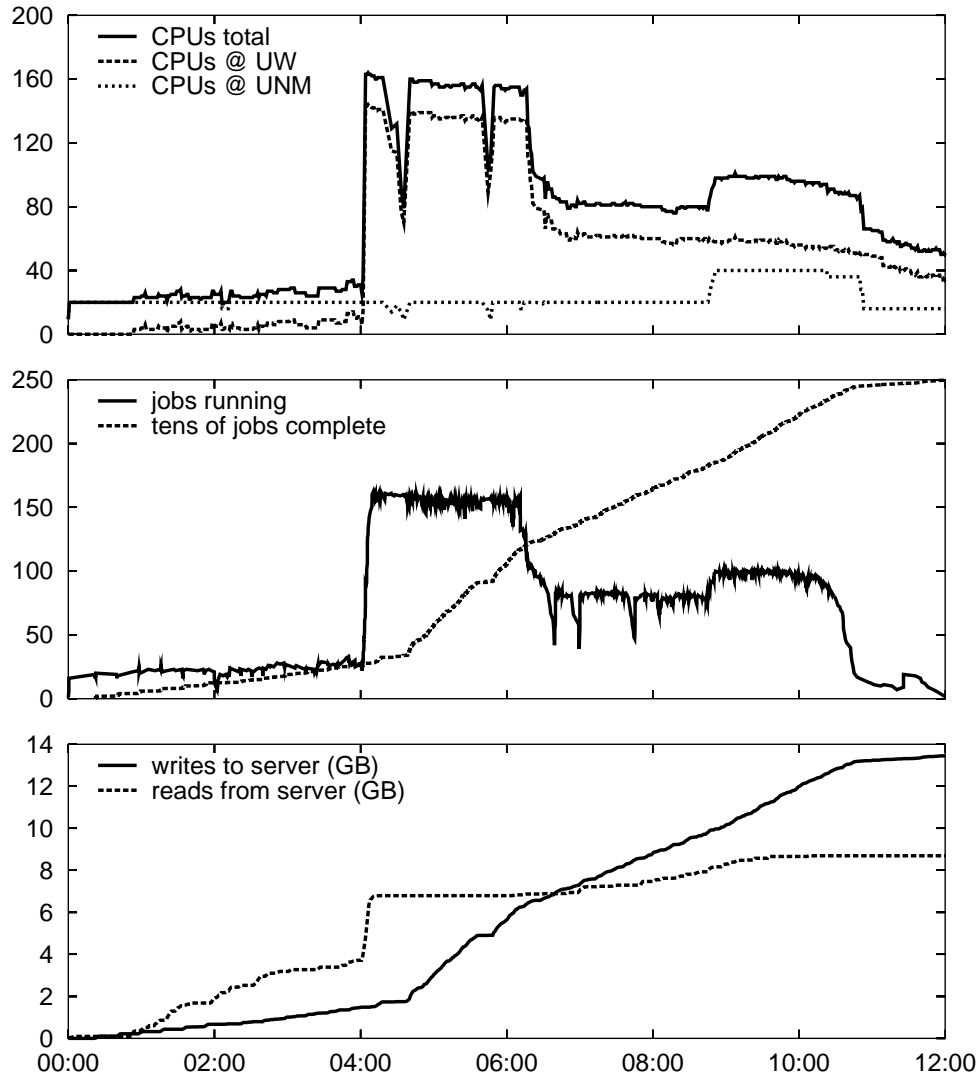 200
160
120
80
40
0
CPUs total
CPUs @ UW
CPUs @ UNM
250
200
150
100
50
0
jobs running
tens of jobs complete
14
12
10
8
6
4
2
0
writes to server (GB)
reads from server (GB)
00:00 02:00 04:00 06:00 08:00 10:00 12:00